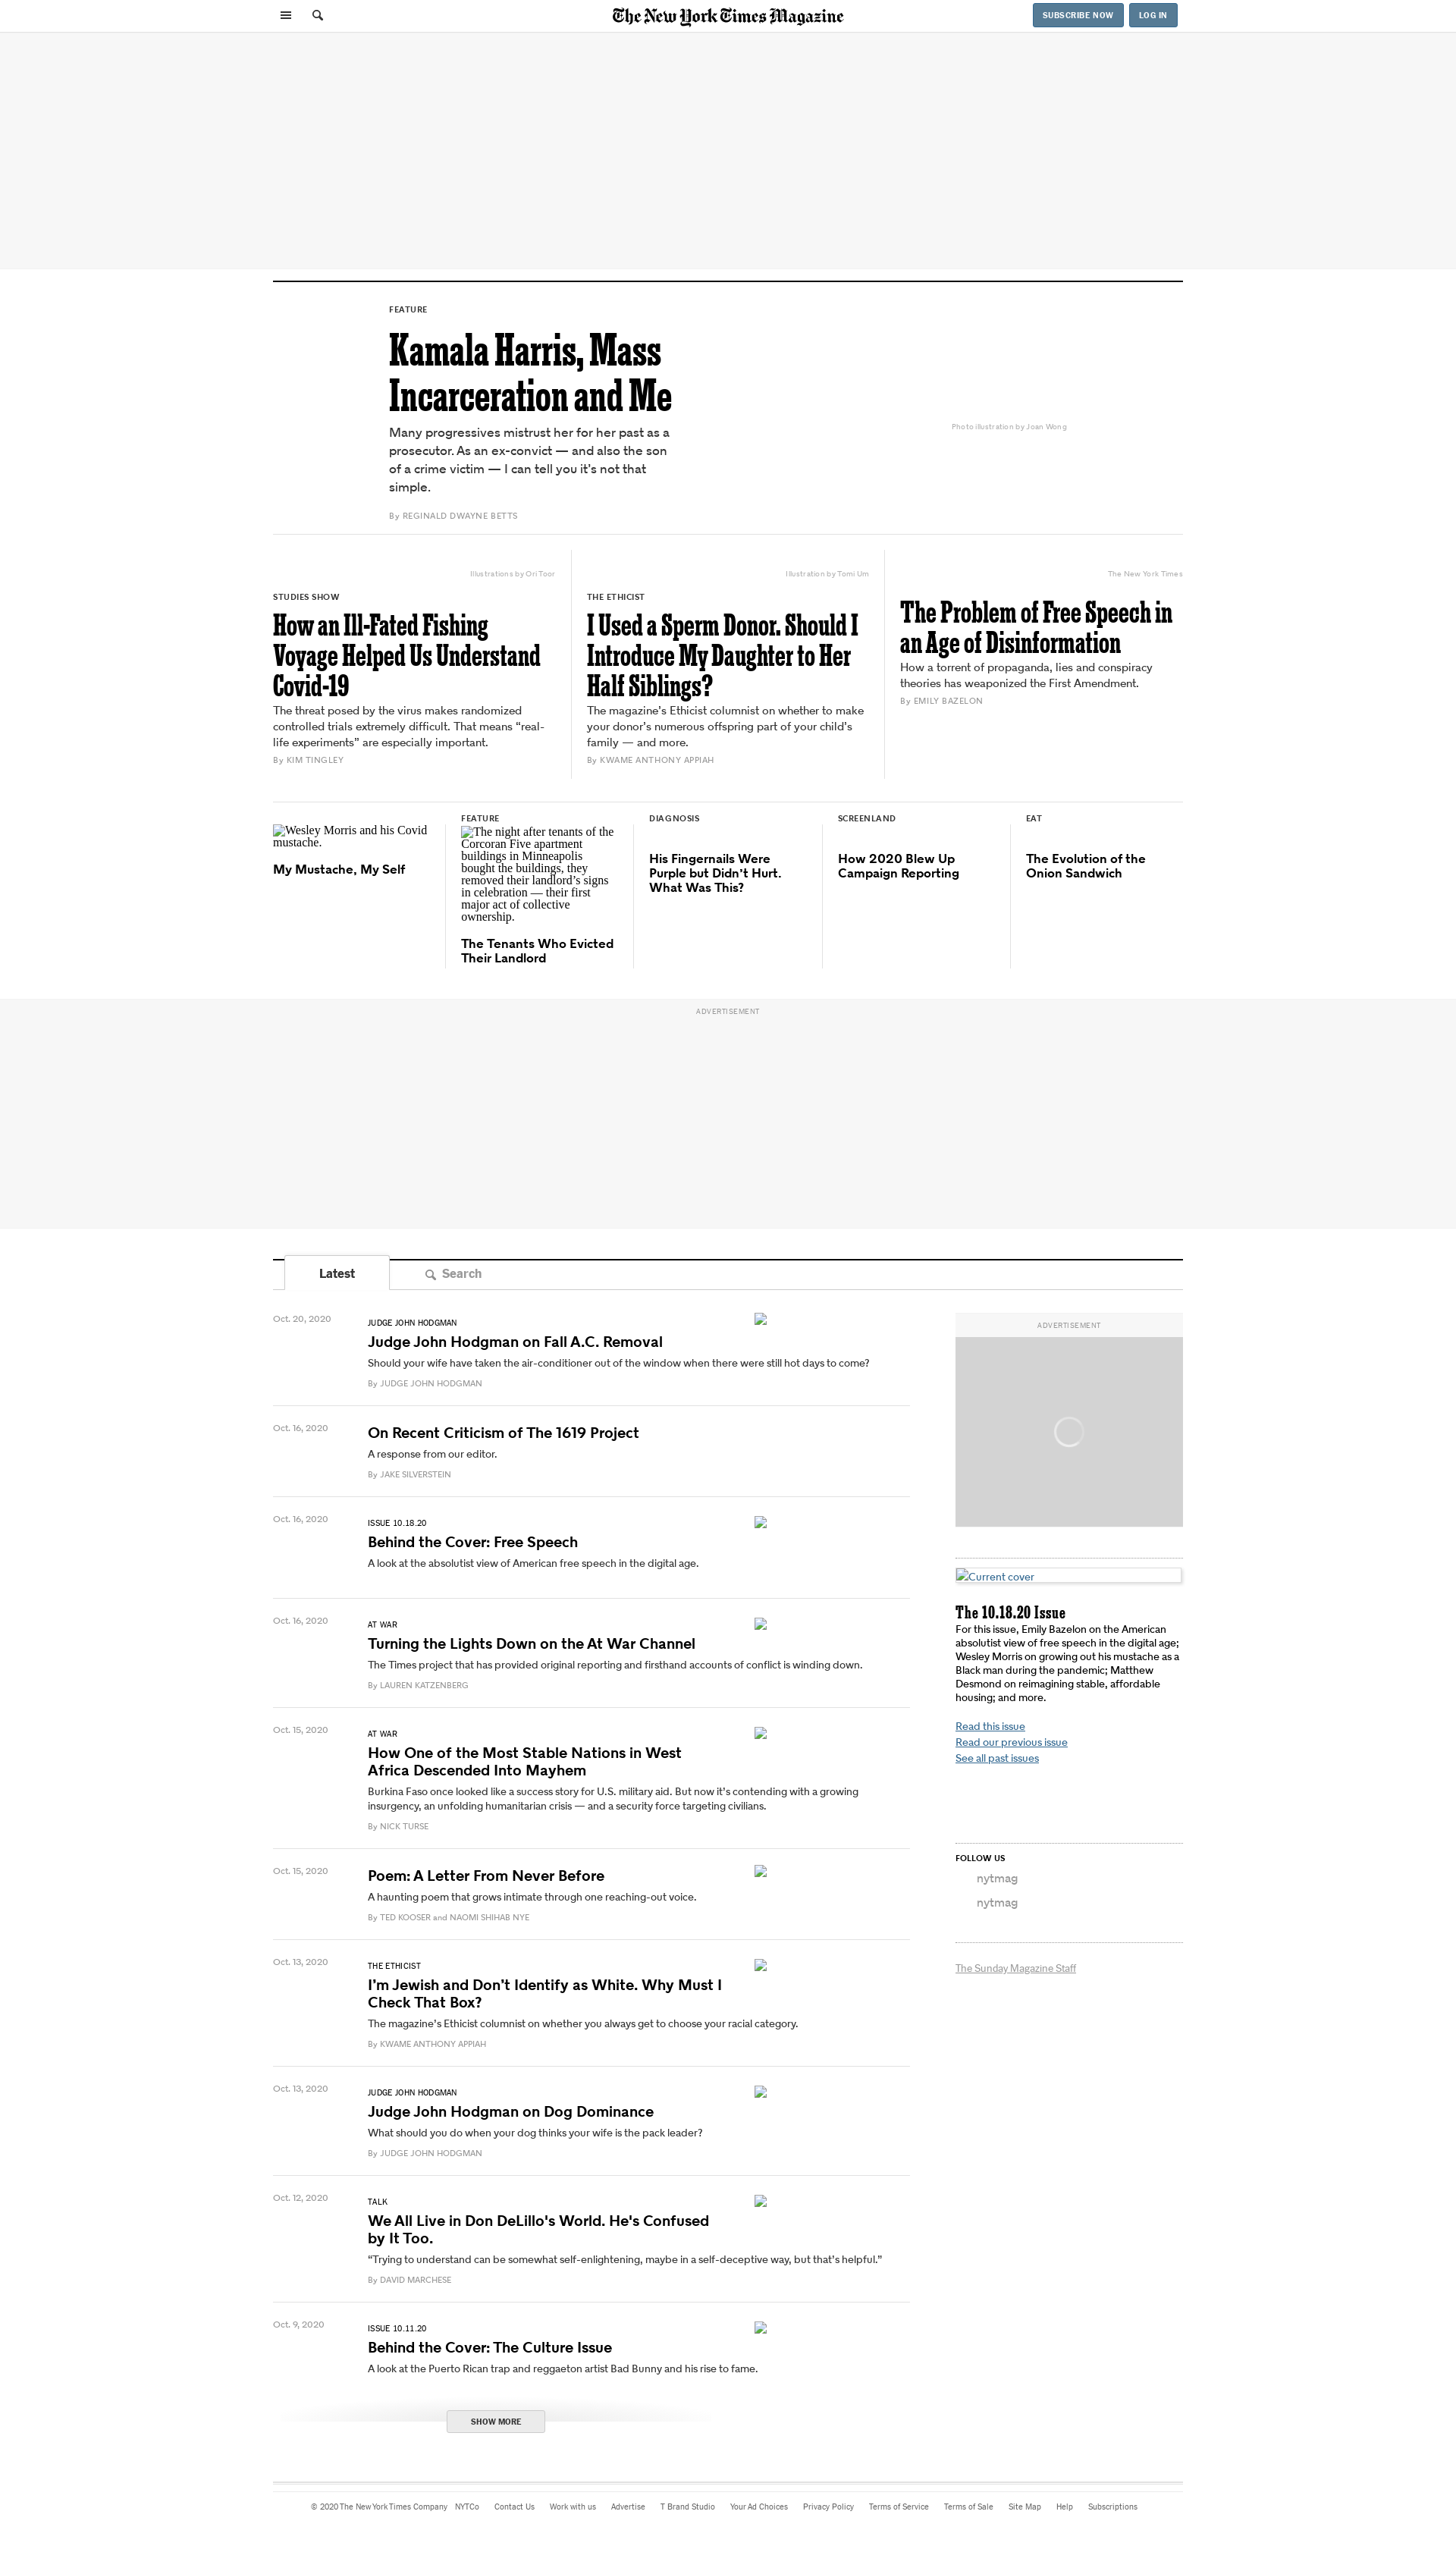 The New York Times Magazine
SUBSCRIBE NOW
LOG IN
FEATURE
Kamala Harris, Mass
Incarceration and Me
Many progressives mistrust her for her past as a
prosecutor. As an ex-convict — and also the son
of a crime victim — I can tell you it’s not that
simple.
By REGINALD DWAYNE BETTS
Photo illustration by Joan Wong
Illustrations by Ori Toor
STUDIES SHOW
How an Ill-Fated Fishing
Voyage Helped Us Understand
Covid-19
The threat posed by the virus makes randomized
controlled trials extremely difficult. That means “real-
life experiments” are especially important.
By KIM TINGLEY
Illustration by Tomi Um
THE ETHICIST
I Used a Sperm Donor. Should I
Introduce My Daughter to Her
Half Siblings?
The magazine’s Ethicist columnist on whether to make
your donor’s numerous offspring part of your child’s
family — and more.
By KWAME ANTHONY APPIAH
The New York Times
The Problem of Free Speech in
an Age of Disinformation
How a torrent of propaganda, lies and conspiracy
theories has weaponized the First Amendment.
By EMILY BAZELON
Wesley Morris and his Covid
mustache.
My Mustache, My Self
FEATURE
The night after tenants of the
Corcoran Five apartment
buildings in Minneapolis
bought the buildings, they
removed their landlord’s signs
in celebration — their first
major act of collective
ownership.
The Tenants Who Evicted
Their Landlord
DIAGNOSIS
His Fingernails Were
Purple but Didn’t Hurt.
What Was This?
SCREENLAND
How 2020 Blew Up
Campaign Reporting
EAT
The Evolution of the
Onion Sandwich
ADVERTISEMENT
Latest
Search
Oct. 20, 2020
JUDGE JOHN HODGMAN
Judge John Hodgman on Fall A.C. Removal
Should your wife have taken the air-conditioner out of the window when there were still hot days to come?
By JUDGE JOHN HODGMAN
Oct. 16, 2020
On Recent Criticism of The 1619 Project
A response from our editor.
By JAKE SILVERSTEIN
Oct. 16, 2020
ISSUE 10.18.20
Behind the Cover: Free Speech
A look at the absolutist view of American free speech in the digital age.
Oct. 16, 2020
AT WAR
Turning the Lights Down on the At War Channel
The Times project that has provided original reporting and firsthand accounts of conflict is winding down.
By LAUREN KATZENBERG
Oct. 15, 2020
AT WAR
How One of the Most Stable Nations in West
Africa Descended Into Mayhem
Burkina Faso once looked like a success story for U.S. military aid. But now it’s contending with a growing
insurgency, an unfolding humanitarian crisis — and a security force targeting civilians.
By NICK TURSE
Oct. 15, 2020
Poem: A Letter From Never Before
A haunting poem that grows intimate through one reaching-out voice.
By TED KOOSER and NAOMI SHIHAB NYE
Oct. 13, 2020
THE ETHICIST
I’m Jewish and Don’t Identify as White. Why Must I
Check That Box?
The magazine’s Ethicist columnist on whether you always get to choose your racial category.
By KWAME ANTHONY APPIAH
Oct. 13, 2020
JUDGE JOHN HODGMAN
Judge John Hodgman on Dog Dominance
What should you do when your dog thinks your wife is the pack leader?
By JUDGE JOHN HODGMAN
Oct. 12, 2020
TALK
We All Live in Don DeLillo's World. He's Confused
by It Too.
“Trying to understand can be somewhat self-enlightening, maybe in a self-deceptive way, but that’s helpful.”
By DAVID MARCHESE
Oct. 9, 2020
ISSUE 10.11.20
Behind the Cover: The Culture Issue
A look at the Puerto Rican trap and reggaeton artist Bad Bunny and his rise to fame.
SHOW MORE
ADVERTISEMENT
Current cover
The 10.18.20 Issue
For this issue, Emily Bazelon on the American
absolutist view of free speech in the digital age;
Wesley Morris on growing out his mustache as a
Black man during the pandemic; Matthew
Desmond on reimagining stable, affordable
housing; and more.
Read this issue
Read our previous issue
See all past issues
FOLLOW US
nytmag
nytmag
The Sunday Magazine Staff
© 2020 The New York Times Company NYTCo Contact Us Work with us Advertise T Brand Studio Your Ad Choices Privacy Policy Terms of Service Terms of Sale Site Map Help Subscriptions